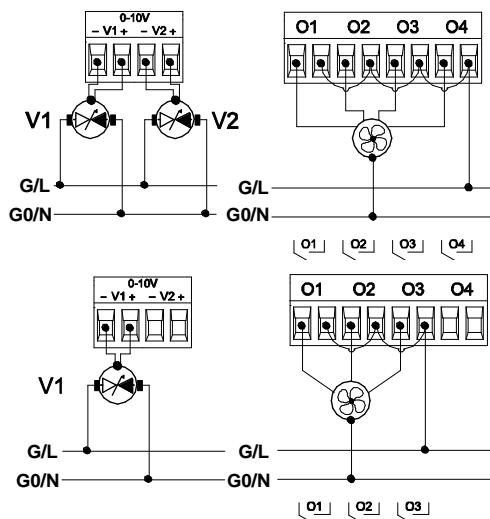 0-10V
- V1 + - V2 +
O1 O2 O3 O4
V1 V2
G/L
G0/N
O1 O2 O3 O4
0-10V
- V1 + - V2 +
O1 O2 O3 O4
V1
G/L G/L
G0/N G0/N
O1 O2 O3